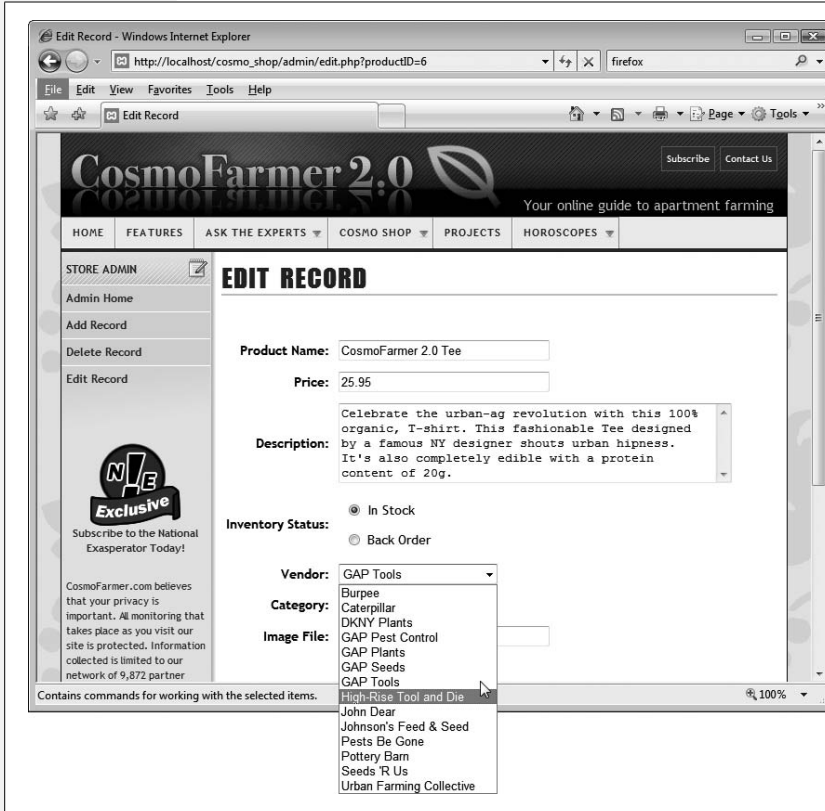 Edit Record - Windows Internet Explorer
http://localhost/cosmo_shop/admin/edit.php?productID=6
firefox
File Edit View Favorites Tools Help
Edit Record
Page Tools »
CosmoFarmer 2.0
Subscribe Contact Us
Your online guide to apartment farming
HOME FEATURES ASK THE EXPERTS COSMO SHOP PROJECTS HOROSCOPES
STORE ADMIN
Admin Home
Add Record
Delete Record
Edit Record
N E
Exclusive
Subscribe to the National
Exasperator Today!
CosmoFarmer.com believes
that your privacy is
important. All monitoring that
takes place as you visit our
site is protected. Information
collected is limited to our
network of 9,872 partner
EDIT RECORD
Product Name: CosmoFarmer 2.0 Tee
Price: 25.95
Description:
Celebrate the urban-ag revolution with this 100%
organic, T-shirt. This fashionable Tee designed
by a famous NY designer shouts urban hipness.
It's also completely edible with a protein
content of 20g.
Inventory Status:
In Stock
Back Order
Vendor: GAP Tools
Category:
Image File:
Burpee
Caterpillar
DKNY Plants
GAP Pest Control
GAP Plants
GAP Seeds
GAP Tools
High-Rise Tool and Die
John Dear
Johnson's Feed & Seed
Pests Be Gone
Pottery Barn
Seeds 'R Us
Urban Farming Collective
Contains commands for working with the selected items.
100%